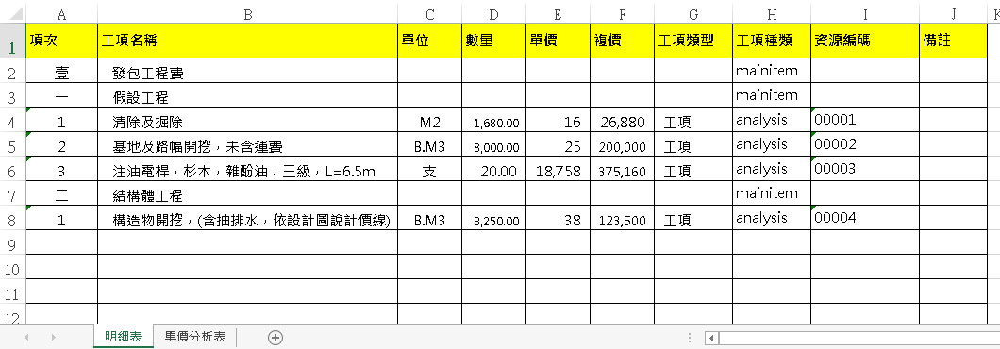 A B C D E F G H I J K
1 項次 工項名稱 單位 數量 單價 複價 工項類型 工項種類 資源編碼 備註
2 壹 發包工程費 mainitem
3 一 假設工程 mainitem
4 1 清除及掘除 M2 1,680.00 16 26,880 工項 analysis 00001
5 2 基地及路幅開挖，未含運費 B.M3 8,000.00 25 200,000 工項 analysis 00002
6 3 注油電桿，杉木，雜酚油，三級，L=6.5m 支 20.00 18,758 375,160 工項 analysis 00003
7 二 結構體工程 mainitem
8 1 構造物開挖，(含抽排水，依設計圖說計價線) B.M3 3,250.00 38 123,500 工項 analysis 00004
9
10
11
12
明細表 單價分析表